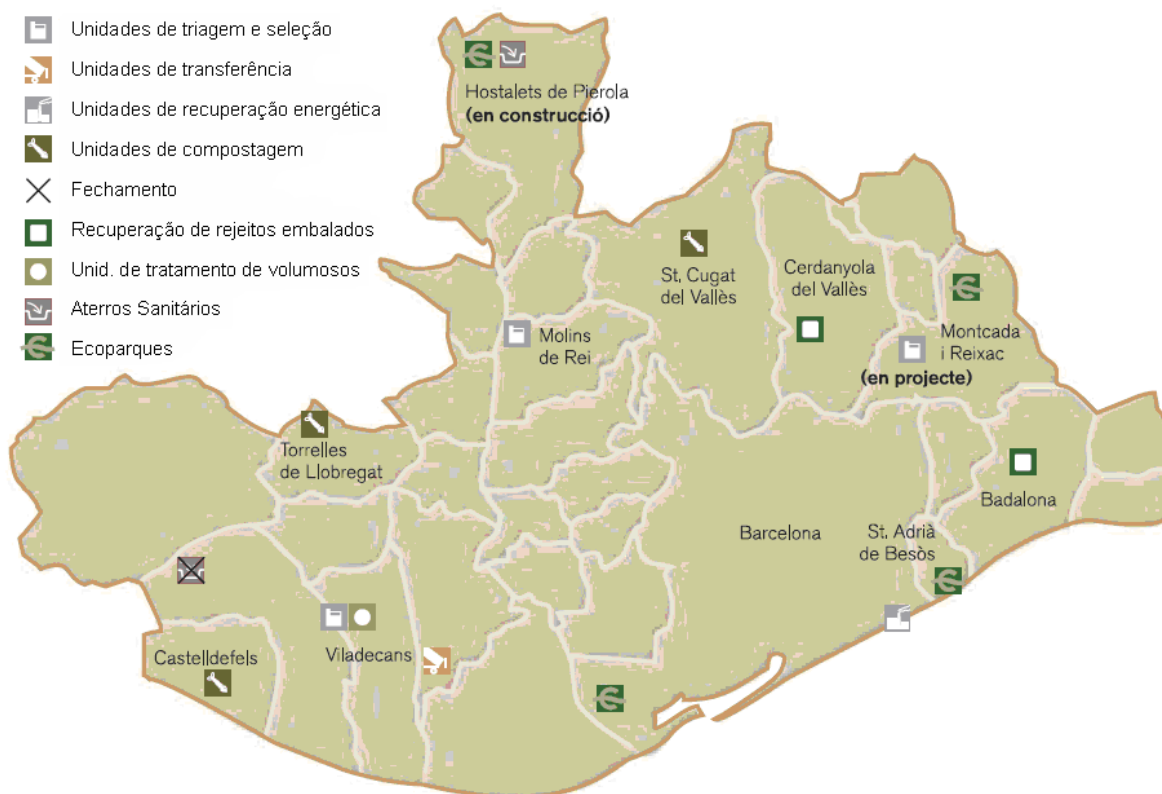 Unidades de triagem e seleção
Unidades de transferência
Unidades de recuperação energética
Unidades de compostagem
Fechamento
Recuperação de rejeitos embalados
Unid. de tratamento de volumosos
Aterros Sanitários
Ecoparques
Hostalets de Pierola
(en construcció)
St. Cugat
del Vallès
Cerdanyola
del Vallès
Montcada
i Reixac
(en projecte)
Molins
de Rei
Torrelles
de Llobregat
Badalona
Barcelona
St. Adrià
de Besòs
Castelldefels
Viladecans